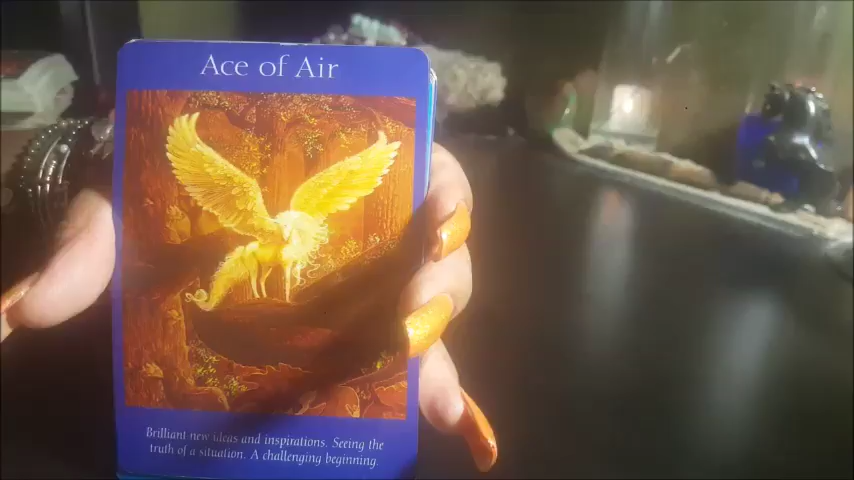 Ace of Air
Brilliant new ideas and inspirations. Seeing the
truth of a situation. A challenging beginning.